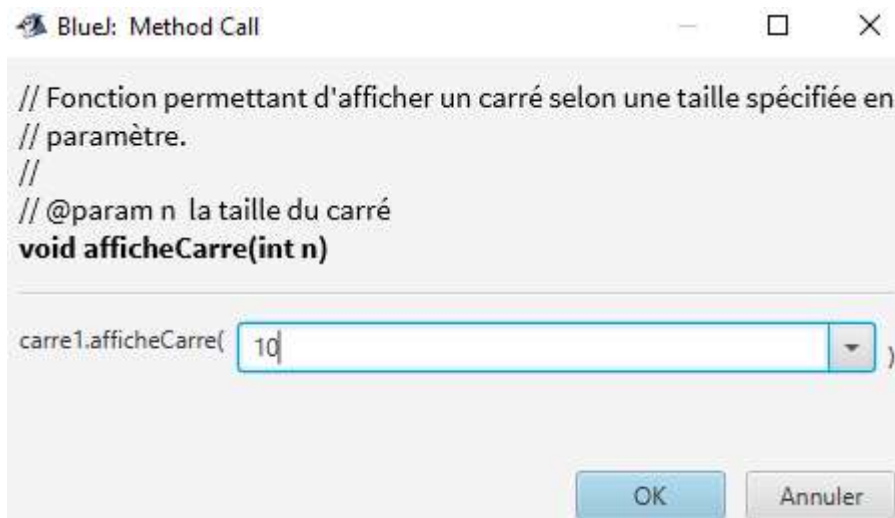 BlueJ: Method Call
// Fonction permettant d'afficher un carré selon une taille spécifiée en
// paramètre.
//
// @param n la taille du carré
void afficheCarre(int n)
carre1.afficheCarre( 10 )
OK Annuler